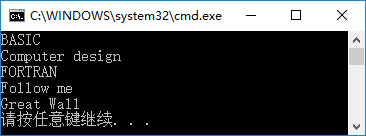 C:\WINDOWS\system32\cmd.exe
BASIC
Computer design
FORTRAN
Follow me
Great Wall
请按任意键继续. . .